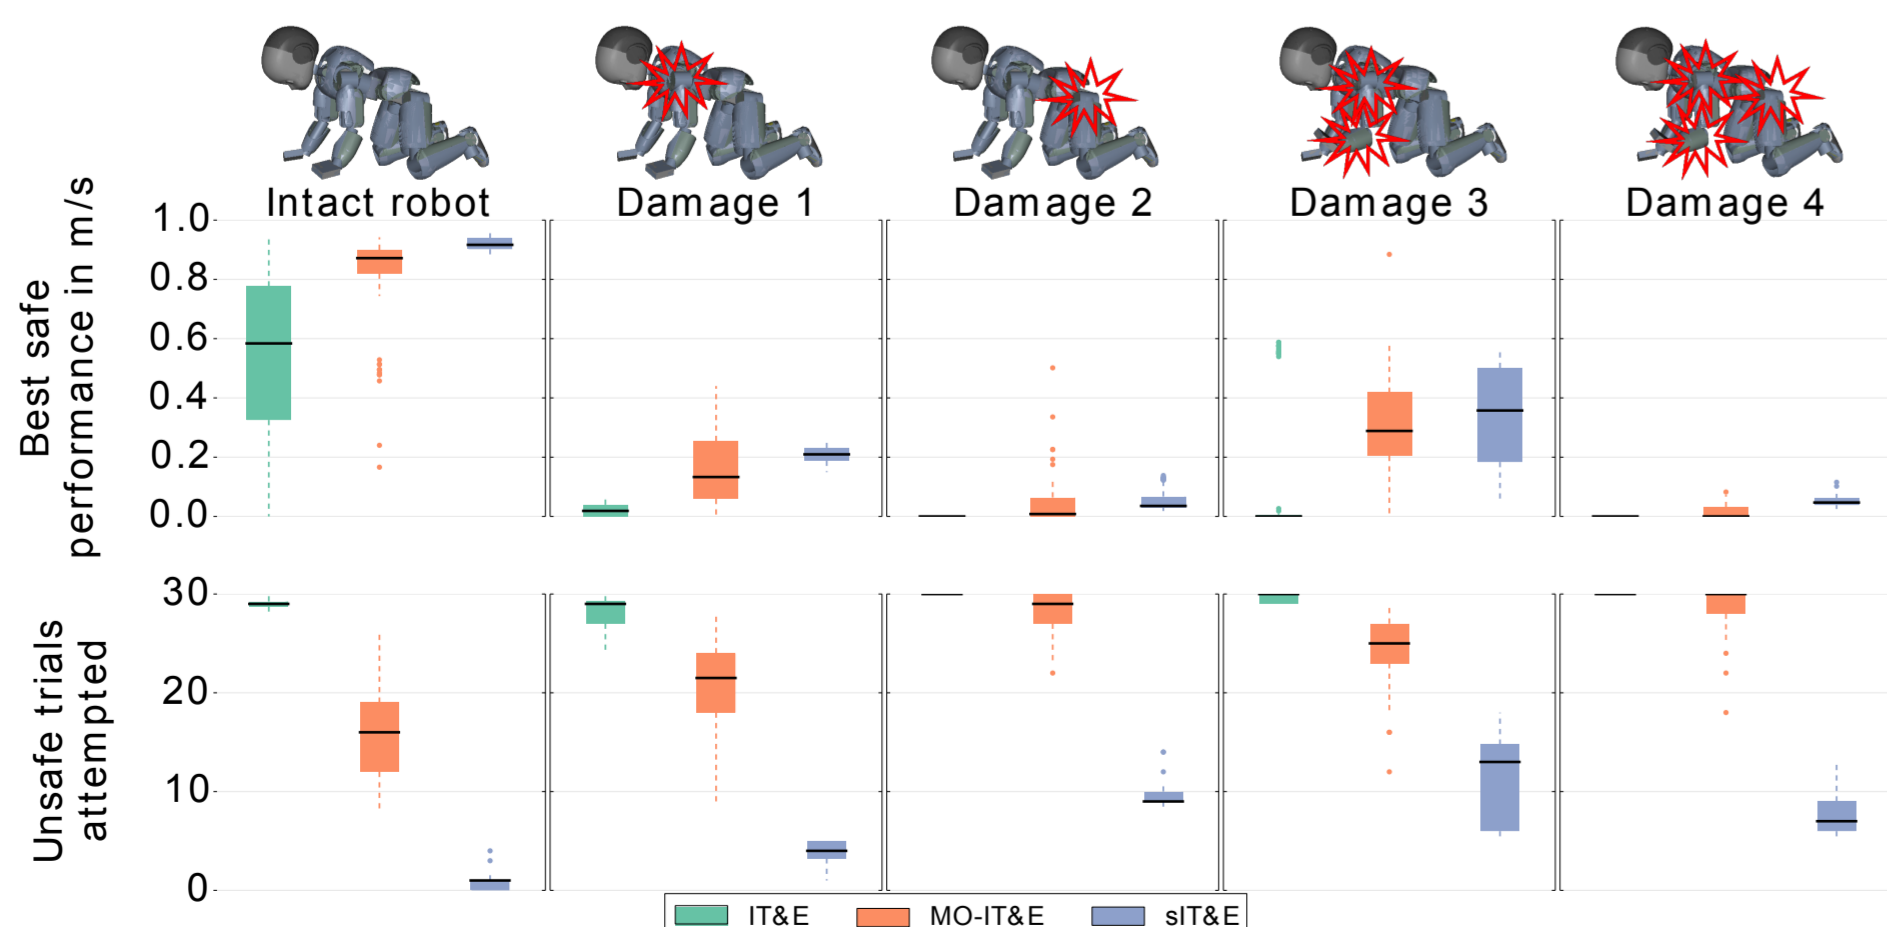 Intact robot
Damage 1
Damage 2
Damage 3
Damage 4
Best safe
performance in m/s
1.0
0.8
0.6
0.4
0.2
0.0
Unsafe trials
attempted
30
20
10
0
IT&E
MO-IT&E
sIT&E